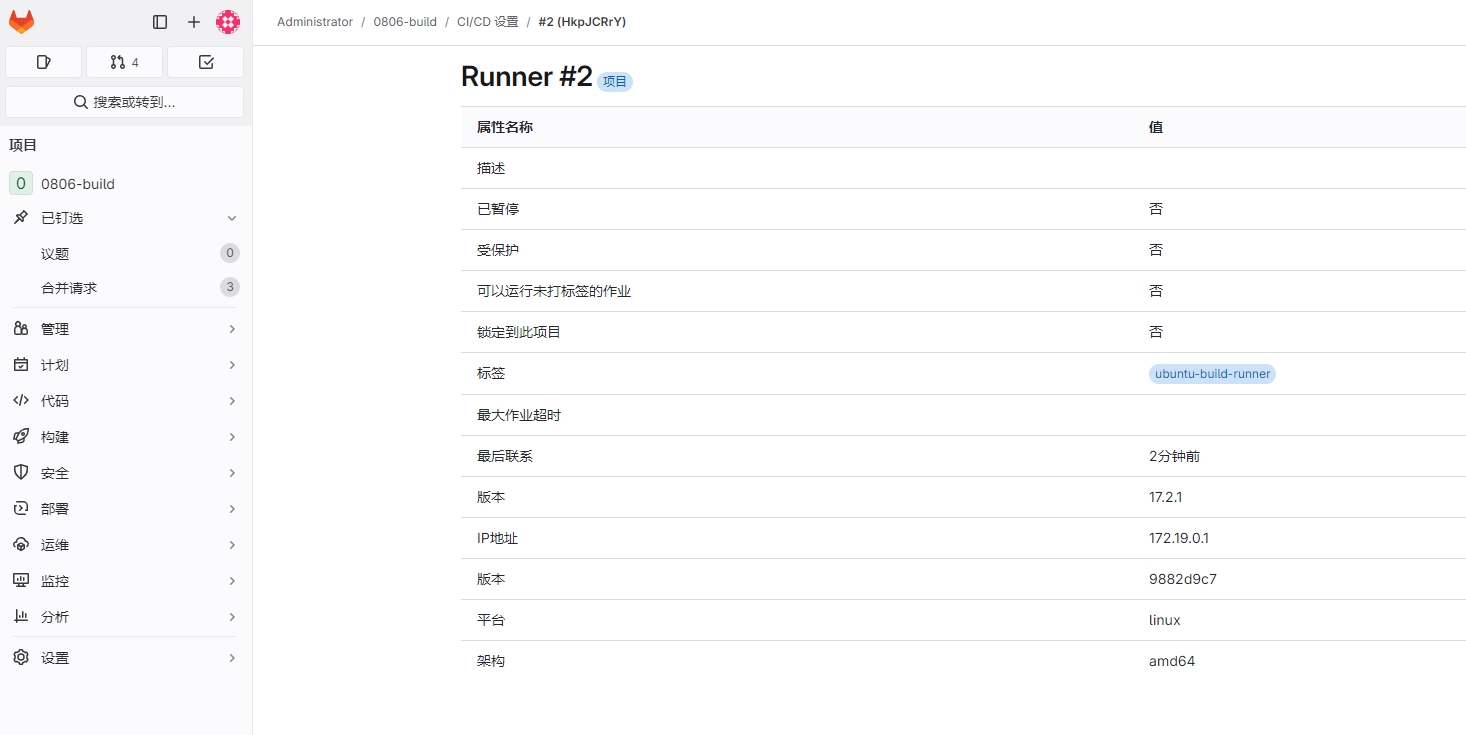 Administrator / 0806-build / CI/CD 设置 / #2 (HkpJCRrY)
4
搜索或转到...
项目
0 0806-build
已钉选
议题 0
合并请求 3
管理
计划
代码
构建
安全
部署
运维
监控
分析
设置
Runner #2 项目
属性名称 值
描述
已暂停 否
受保护 否
可以运行未打标签的作业 否
锁定到此项目 否
标签 ubuntu-build-runner
最大作业超时
最后联系 2分钟前
版本 17.2.1
IP地址 172.19.0.1
版本 9882d9c7
平台 linux
架构 amd64